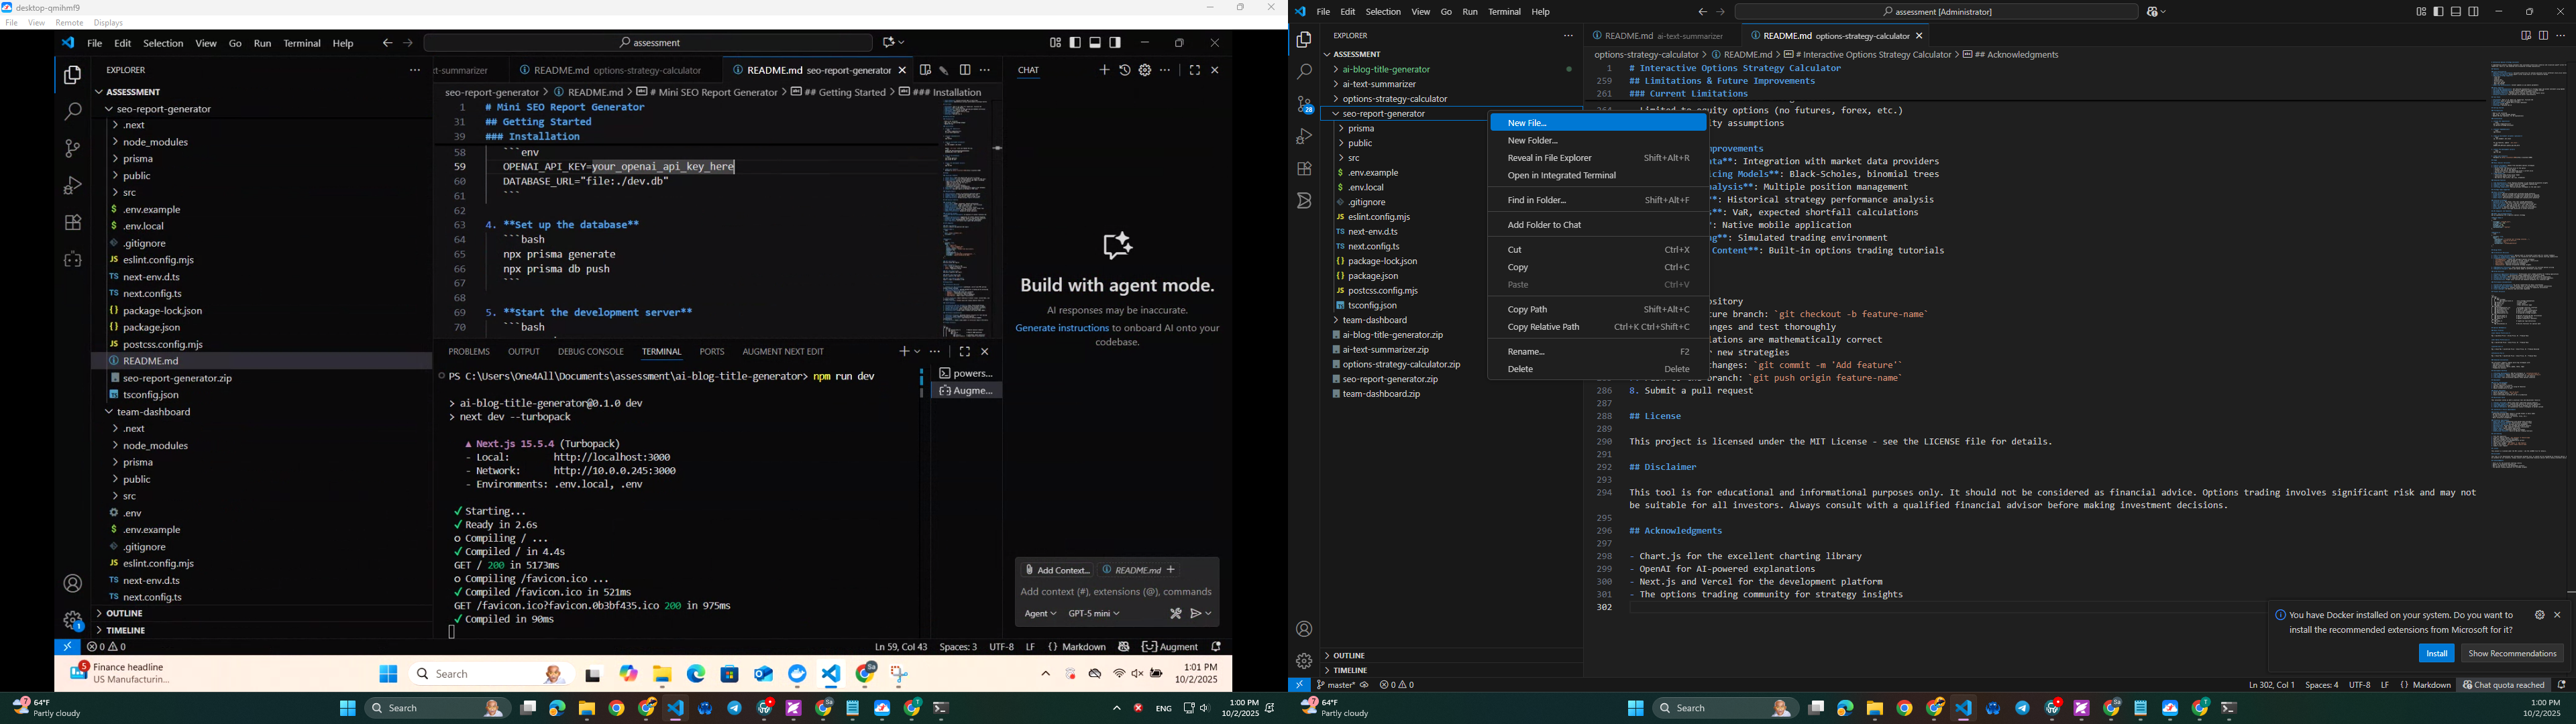 desktop-qmihmf9
File View Remote Displays
File Edit Selection View Go Run Terminal Help
assessment
EXPLORER
ASSESSMENT
seo-report-generator
.next
node_modules
prisma
public
src
.env.example
.env.local
.gitignore
eslint.config.mjs
next-env.d.ts
next.config.ts
package-lock.json
package.json
postcss.config.mjs
README.md
seo-report-generator.zip
tsconfig.json
team-dashboard
.next
node_modules
prisma
public
src
.env
.env.example
.gitignore
eslint.config.mjs
next-env.d.ts
next.config.ts
OUTLINE
TIMELINE
xt-summarizer
README.md options-strategy-calculator
README.md seo-report-generator
seo-report-generator > README.md > # Mini SEO Report Generator > ## Getting Started > ### Installation
1 # Mini SEO Report Generator
31 ## Getting Started
39 ### Installation
58 ```env
59 OPENAI_API_KEY=your_openai_api_key_here
60 DATABASE_URL="file:./dev.db"
61 ```
62
63 4. **Set up the database**
64 ```bash
65 npx prisma generate
66 npx prisma db push
67 ```
68
69 5. **Start the development server**
70 ```bash
PROBLEMS OUTPUT DEBUG CONSOLE TERMINAL PORTS AUGMENT NEXT EDIT
PS C:\Users\One4All\Documents\assessment\ai-blog-title-generator> npm run dev
> ai-blog-title-generator@0.1.0 dev
> next dev --turbopack
▲ Next.js 15.5.4 (Turbopack)
- Local: http://localhost:3000
- Network: http://10.0.0.245:3000
- Environments: .env.local, .env
✓ Starting...
✓ Ready in 2.6s
○ Compiling / ...
✓ Compiled / in 4.4s
GET / 200 in 5173ms
○ Compiling /favicon.ico ...
✓ Compiled /favicon.ico in 521ms
GET /favicon.ico?favicon.0b3bf435.ico 200 in 975ms
✓ Compiled in 90ms
powers...
Augme...
CHAT
Build with agent mode.
AI responses may be inaccurate.
Generate instructions to onboard AI onto your
codebase.
Add Context... README.md +
Add context (#), extensions (@), commands
Agent GPT-5 mini
0 0
Ln 59, Col 43 Spaces: 3 UTF-8 LF Markdown Augment
Finance headline
US Manufacturin...
Search
1:01 PM
10/2/2025
64°F
Partly cloudy
Search
ENG
1:00 PM
10/2/2025
File Edit Selection View Go Run Terminal Help
assessment [Administrator]
EXPLORER
ASSESSMENT
ai-blog-title-generator
ai-text-summarizer
options-strategy-calculator
seo-report-generator
prisma
public
src
.env.example
.env.local
.gitignore
eslint.config.mjs
next-env.d.ts
next.config.ts
package-lock.json
package.json
postcss.config.mjs
tsconfig.json
team-dashboard
ai-blog-title-generator.zip
ai-text-summarizer.zip
options-strategy-calculator.zip
seo-report-generator.zip
team-dashboard.zip
OUTLINE
TIMELINE
28
New File...
New Folder...
Reveal in File Explorer Shift+Alt+R
Open in Integrated Terminal
Find in Folder... Shift+Alt+F
Add Folder to Chat
Cut Ctrl+X
Copy Ctrl+C
Paste Ctrl+V
Copy Path Shift+Alt+C
Copy Relative Path Ctrl+K Ctrl+Shift+C
Rename... F2
Delete Delete
README.md ai-text-summarizer
README.md options-strategy-calculator
options-strategy-calculator > README.md > # Interactive Options Strategy Calculator > ## Acknowledgments
1 # Interactive Options Strategy Calculator
259 ## Limitations & Future Improvements
261 ### Current Limitations
Limited to equity options (no futures, forex, etc.)
ity assumptions
provements
ata**: Integration with market data providers
icing Models**: Black-Scholes, binomial trees
alysis**: Multiple position management
**: Historical strategy performance analysis
s**: VaR, expected shortfall calculations
*: Native mobile application
ng**: Simulated trading environment
Content**: Built-in options trading tutorials
ository
ture branch: `git checkout -b feature-name`
anges and test thoroughly
lations are mathematically correct
r new strategies
changes: `git commit -m 'Add feature'`
branch: `git push origin feature-name`
286 8. Submit a pull request
287
288 ## License
289
290 This project is licensed under the MIT License - see the LICENSE file for details.
291
292 ## Disclaimer
293
294 This tool is for educational and informational purposes only. It should not be considered as financial advice. Options trading involves significant risk and may not
be suitable for all investors. Always consult with a qualified financial advisor before making investment decisions.
295
296 ## Acknowledgments
297
298 - Chart.js for the excellent charting library
299 - OpenAI for AI-powered explanations
300 - Next.js and Vercel for the development platform
301 - The options trading community for strategy insights
302
You have Docker installed on your system. Do you want to
install the recommended extensions from Microsoft for it?
Install Show Recommendations
master* 0 0
Ln 302, Col 1 Spaces: 4 UTF-8 LF Markdown Chat quota reached
64°F
Partly cloudy
Search
1:00 PM
10/2/2025